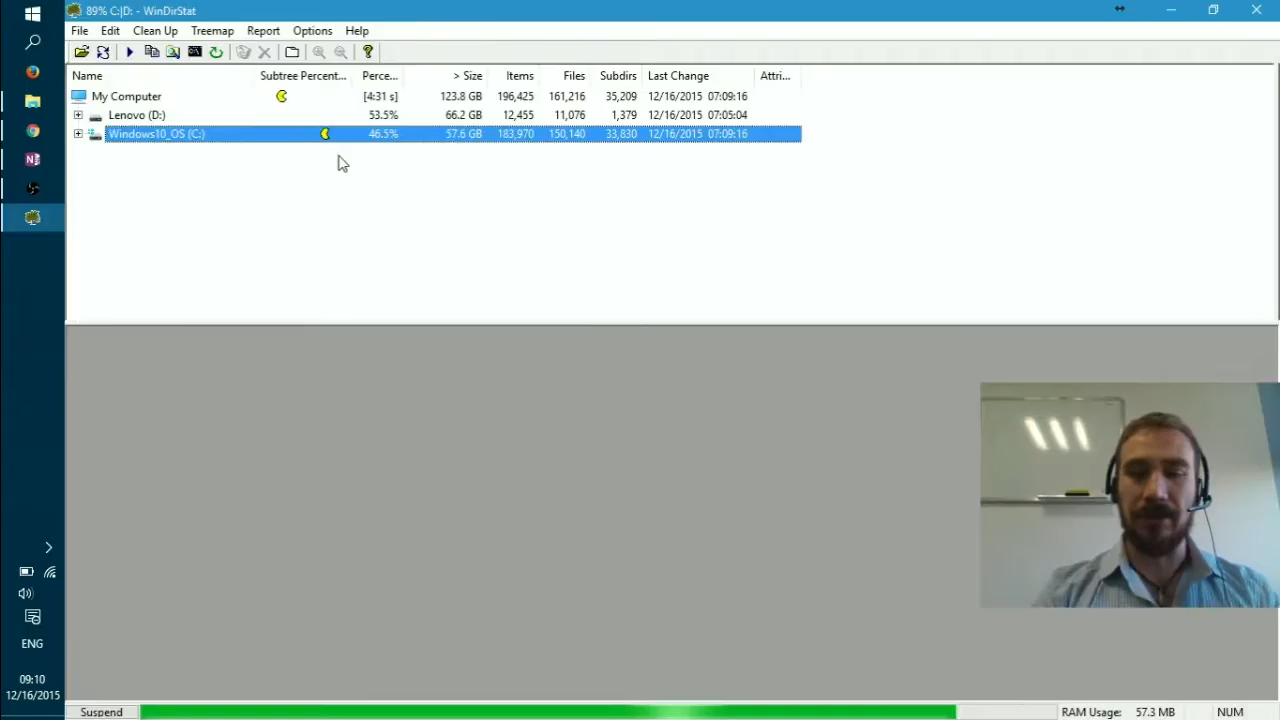 89% C:|D: - WinDirStat
File Edit Clean Up Treemap Report Options Help
Name Subtree Percent... Perce... > Size Items Files Subdirs Last Change Attri...
My Computer [4:31 s] 123.8 GB 196,425 161,216 35,209 12/16/2015 07:09:16
Lenovo (D:) 53.5% 66.2 GB 12,455 11,076 1,379 12/16/2015 07:05:04
Windows10_OS (C:) 46.5% 57.6 GB 183,970 150,140 33,830 12/16/2015 07:09:16
ENG
09:10
12/16/2015
Suspend RAM Usage: 57.3 MB NUM